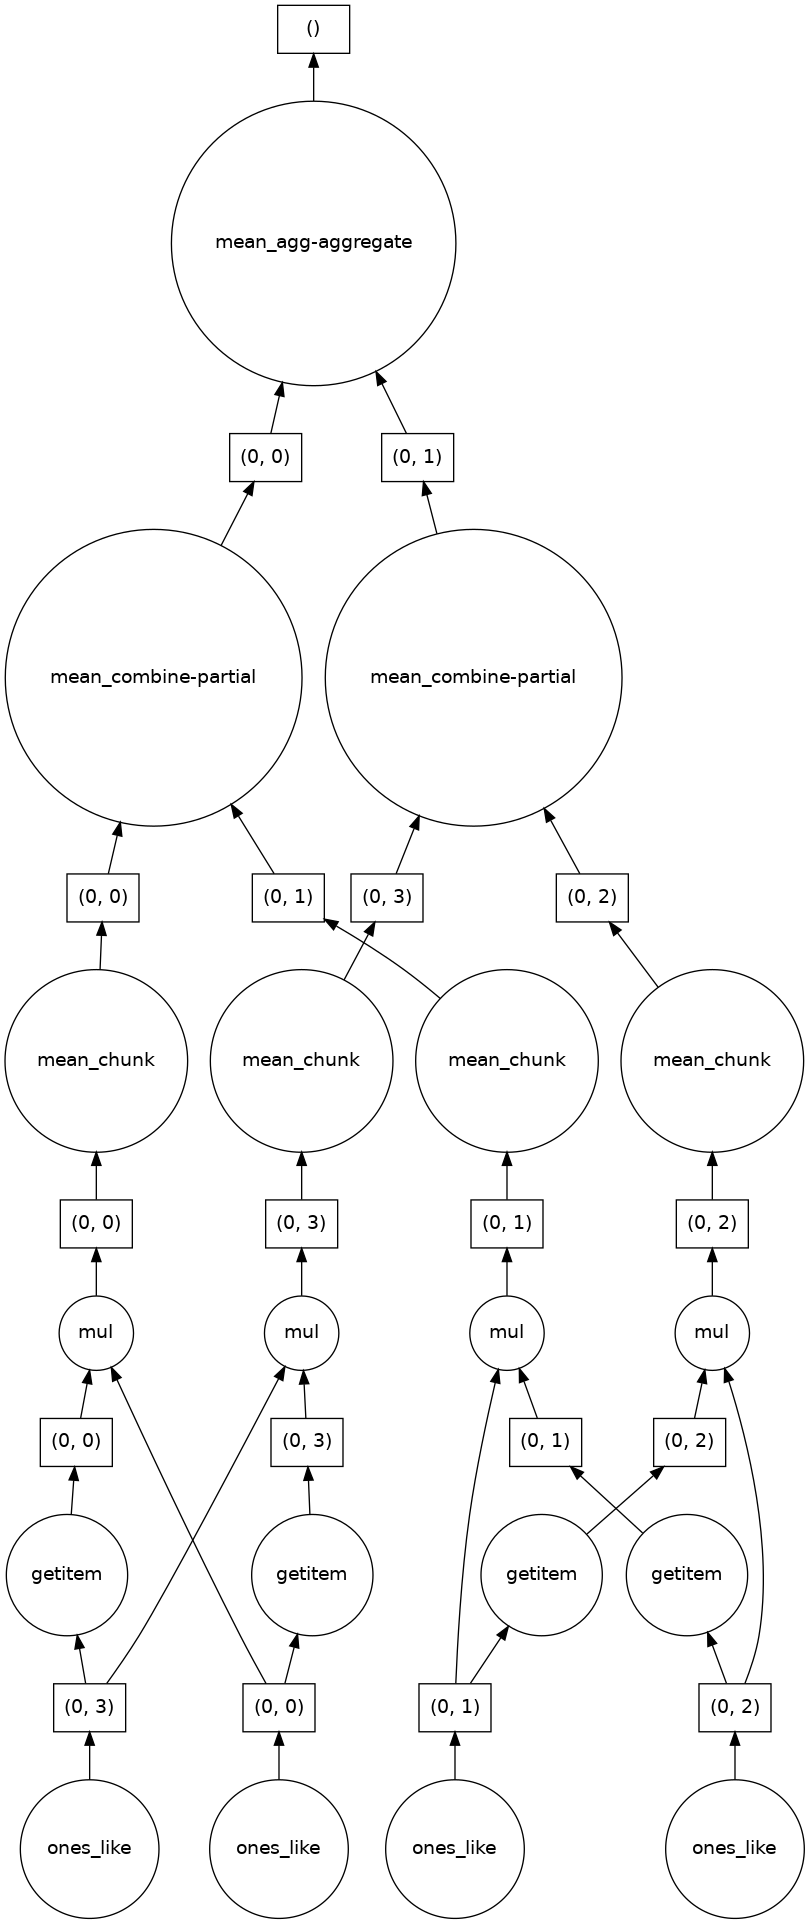 ()
mean_agg-aggregate
(0, 0)
(0, 1)
mean_combine-partial
mean_combine-partial
(0, 0)
(0, 1)
(0, 3)
(0, 2)
mean_chunk
mean_chunk
mean_chunk
mean_chunk
(0, 0)
(0, 3)
(0, 1)
(0, 2)
mul
mul
mul
mul
(0, 0)
(0, 3)
(0, 1)
(0, 2)
getitem
getitem
getitem
getitem
(0, 3)
(0, 0)
(0, 1)
(0, 2)
ones_like
ones_like
ones_like
ones_like